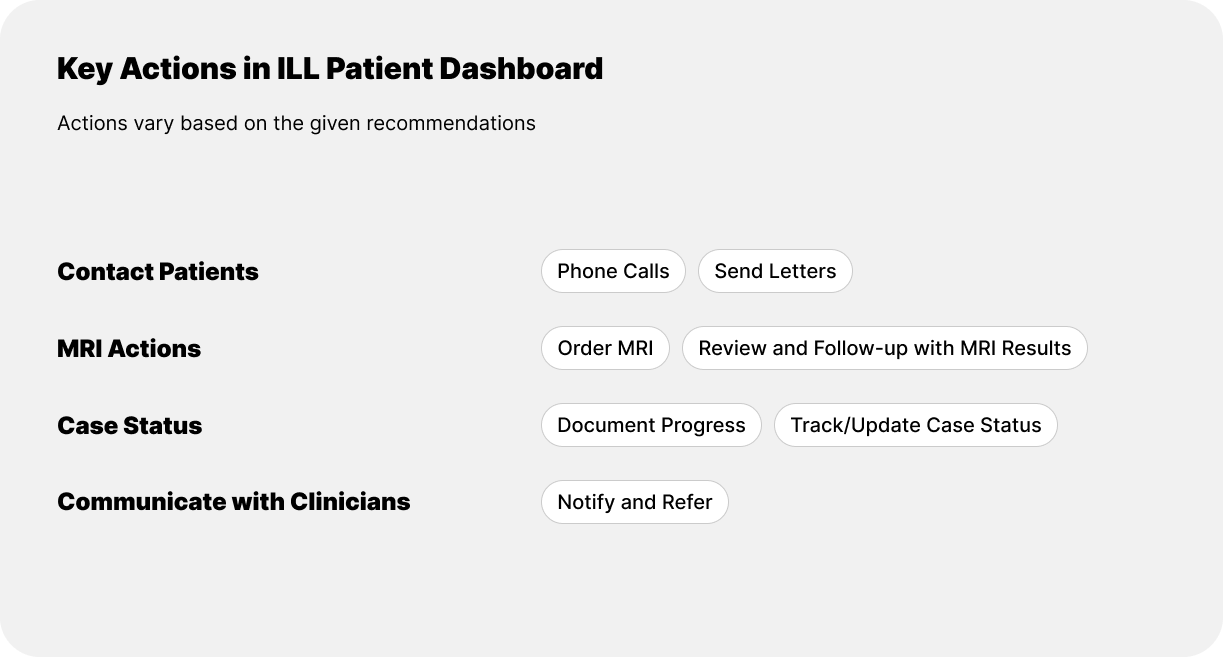 Key Actions in ILL Patient Dashboard
Actions vary based on the given recommendations
Contact Patients Phone Calls Send Letters
MRI Actions Order MRI Review and Follow-up with MRI Results
Case Status Document Progress Track/Update Case Status
Communicate with Clinicians Notify and Refer